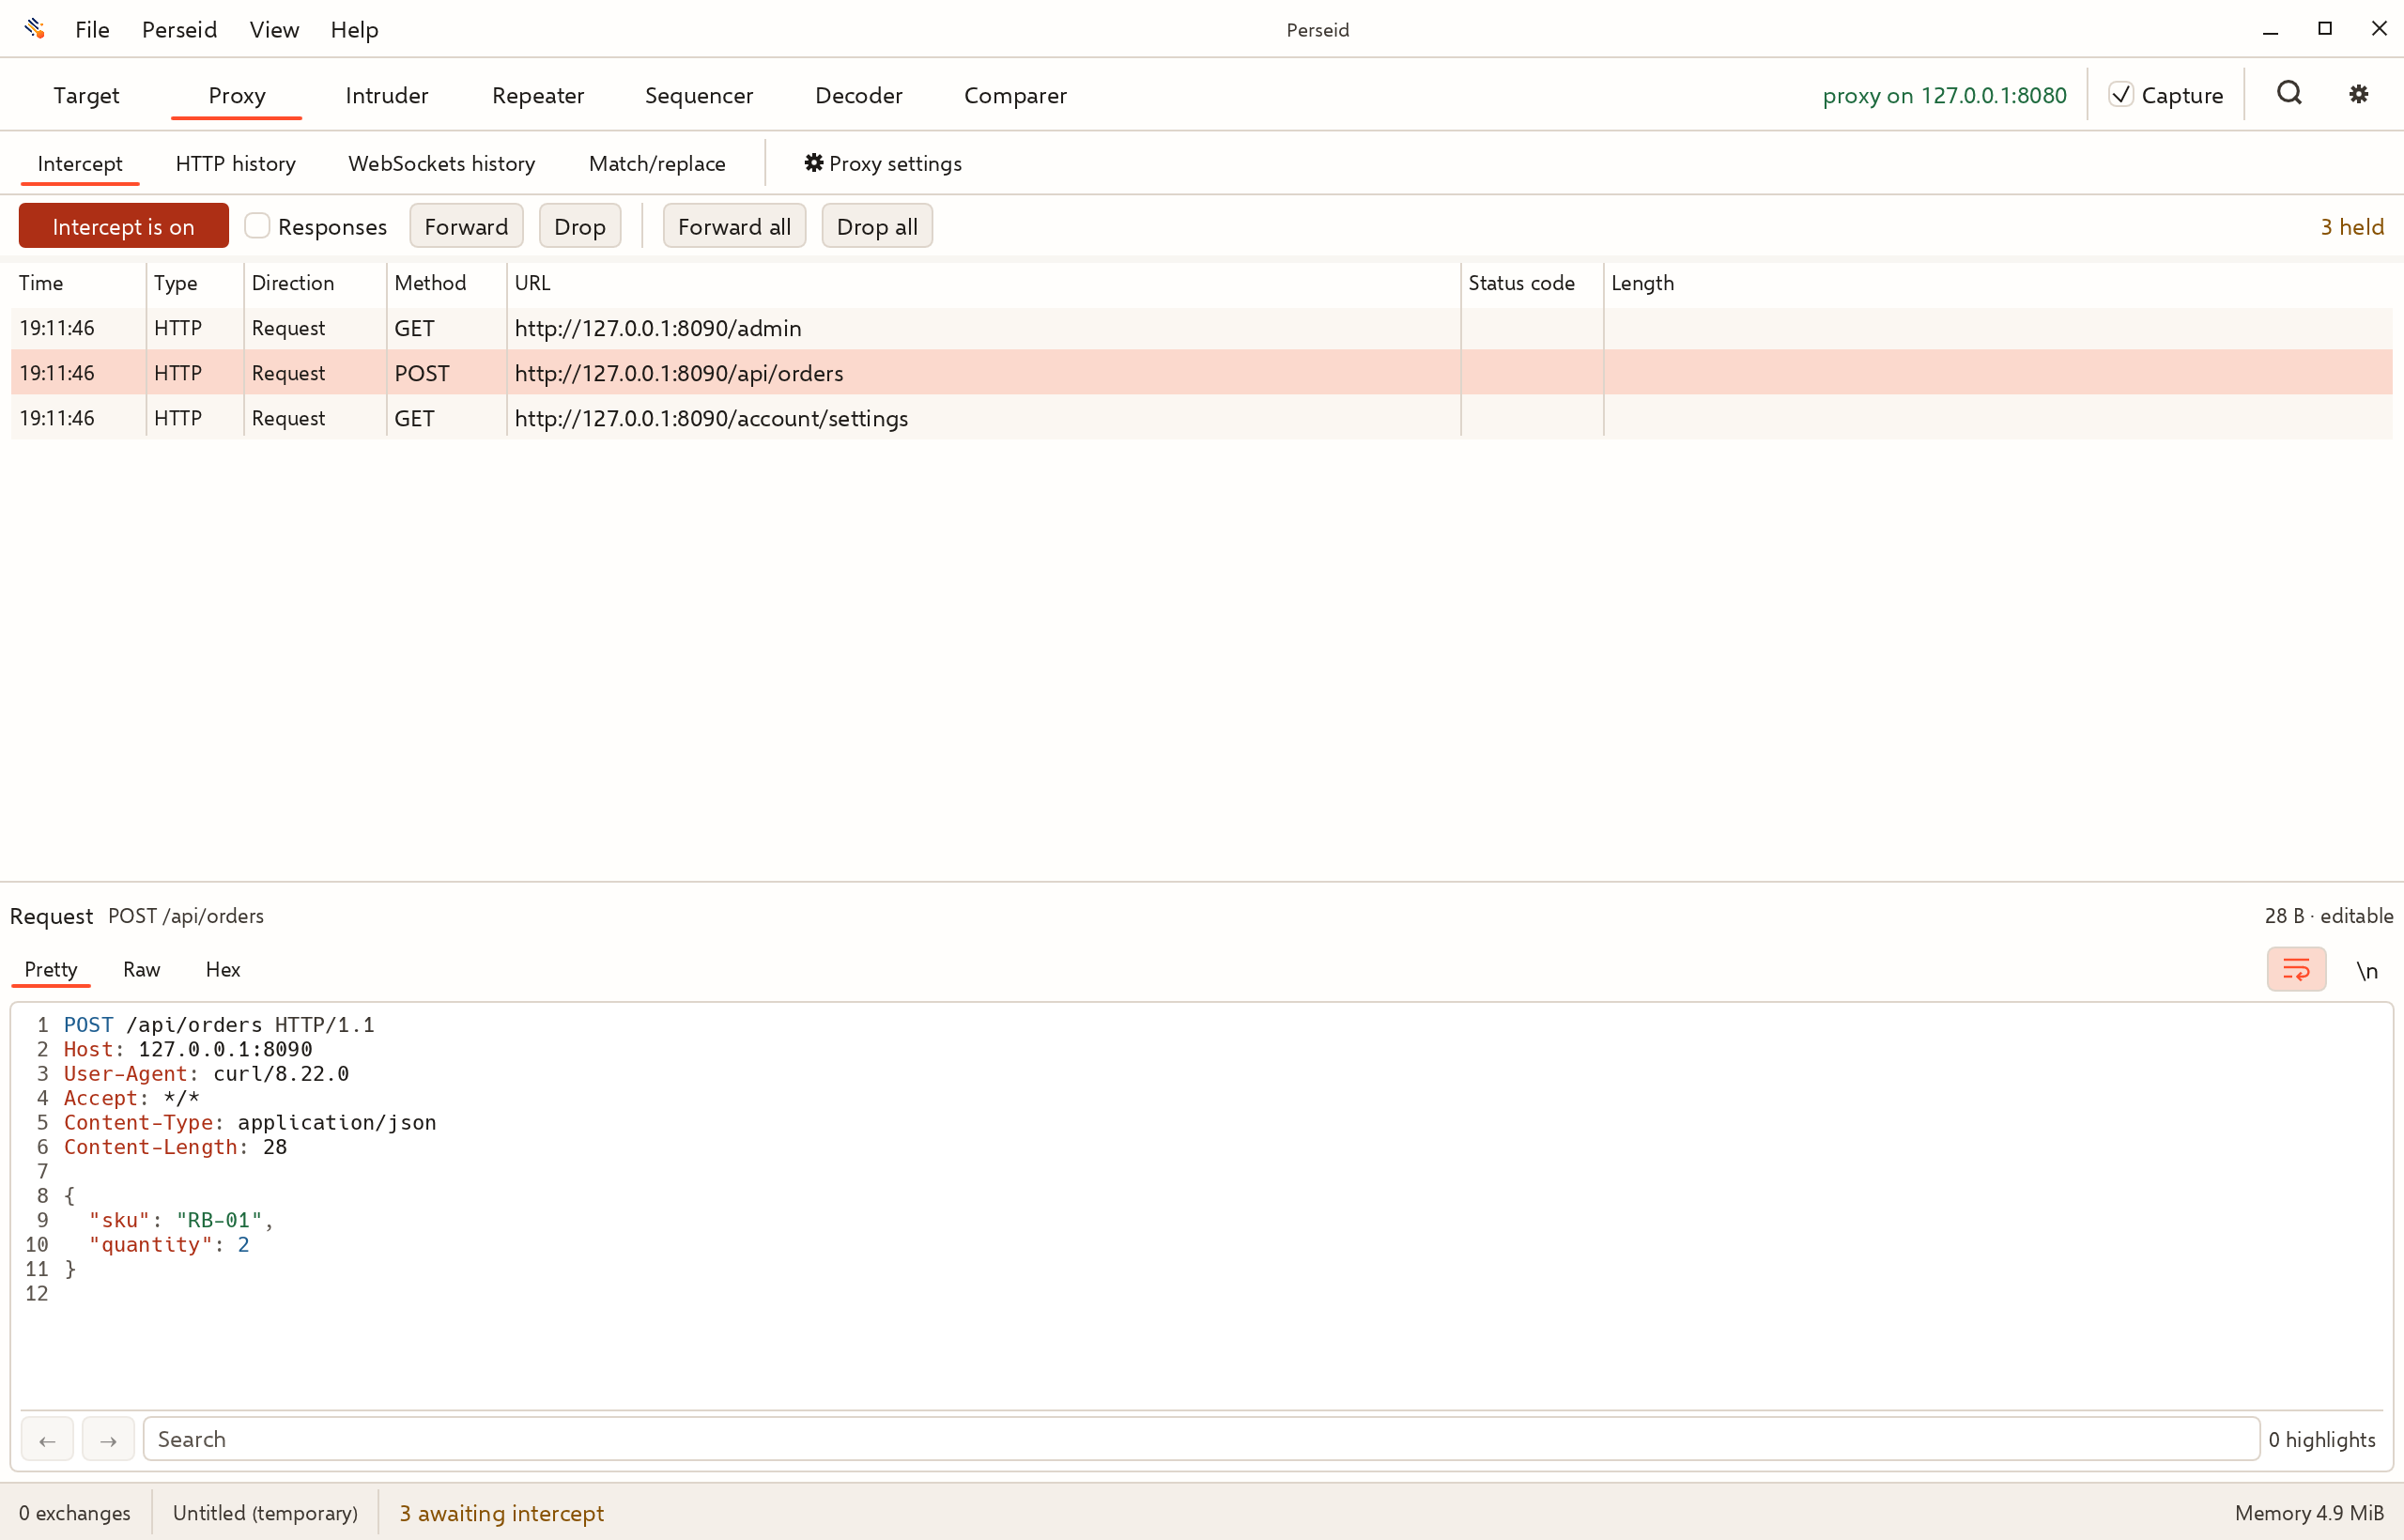 File Perseid View Help Perseid
Target Proxy Intruder Repeater Sequencer Decoder Comparer proxy on 127.0.0.1:8080 Capture
Intercept HTTP history WebSockets history Match/replace Proxy settings
Intercept is on Responses Forward Drop Forward all Drop all 3 held
Time Type Direction Method URL Status code Length
19:11:46 HTTP Request GET http://127.0.0.1:8090/admin
19:11:46 HTTP Request POST http://127.0.0.1:8090/api/orders
19:11:46 HTTP Request GET http://127.0.0.1:8090/account/settings
Request POST /api/orders 28 B · editable
Pretty Raw Hex \n
1 POST /api/orders HTTP/1.1
2 Host: 127.0.0.1:8090
3 User-Agent: curl/8.22.0
4 Accept: */*
5 Content-Type: application/json
6 Content-Length: 28
7
8 {
9 "sku": "RB-01",
10 "quantity": 2
11 }
12
← → Search 0 highlights
0 exchanges Untitled (temporary) 3 awaiting intercept Memory 4.9 MiB